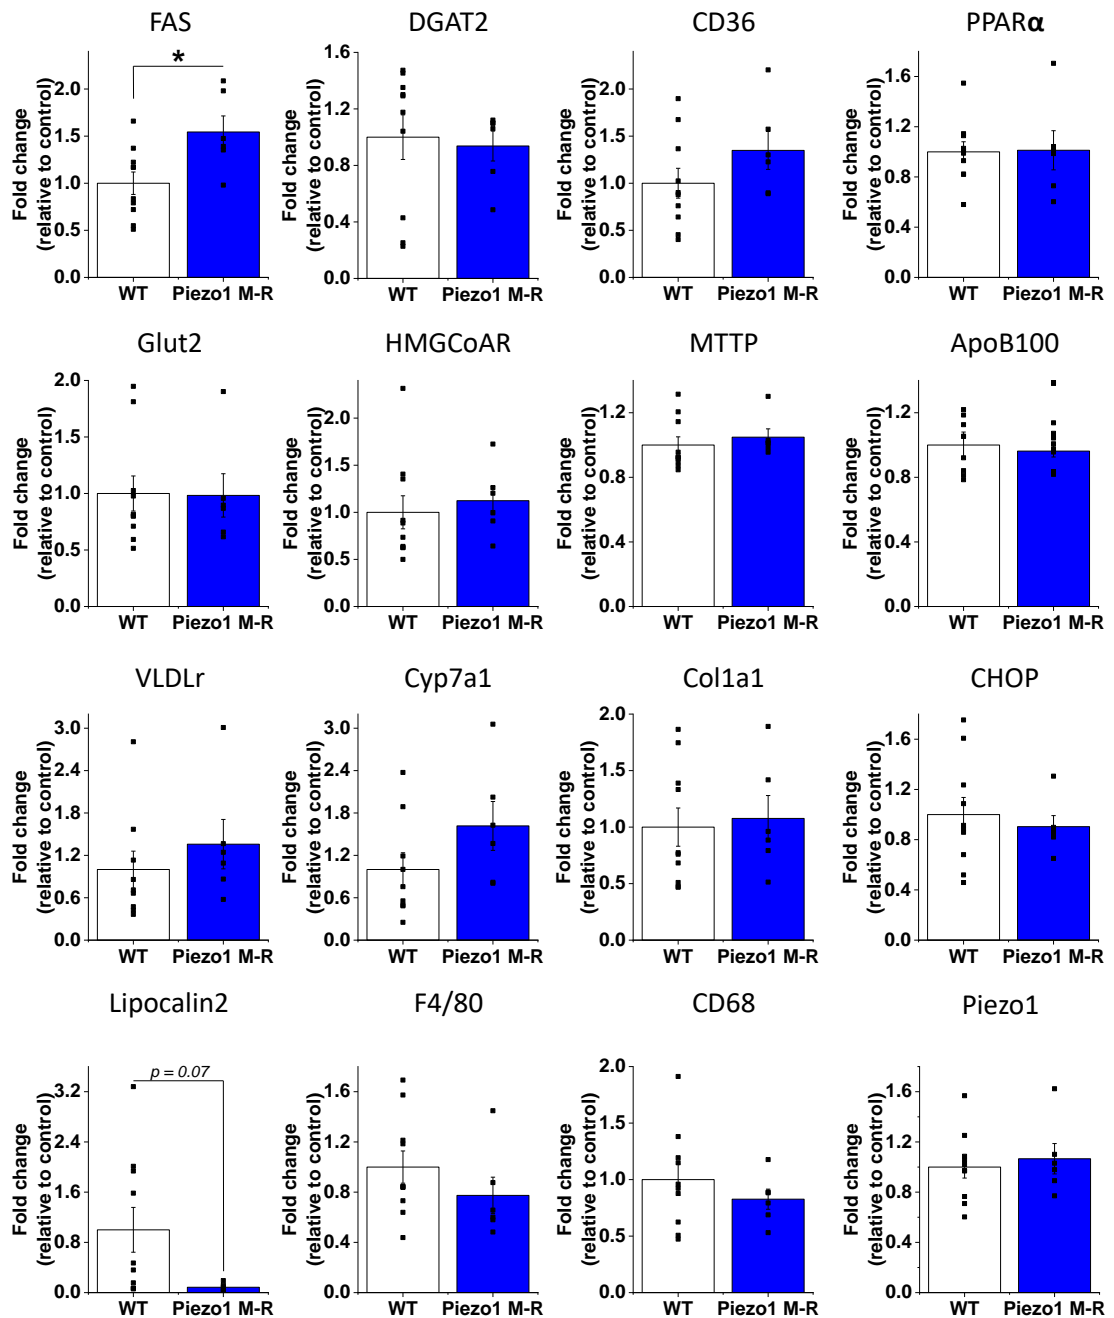 FAS DGAT2 CD36 PPARα
Fold change
(relative to control)
2.0
1.5
1.0
0.5
0.0
*
WT Piezo1 M-R
Fold change
(relative to control)
1.6
1.2
0.8
0.4
0.0
WT Piezo1 M-R
Fold change
(relative to control)
2.0
1.5
1.0
0.5
0.0
WT Piezo1 M-R
Fold change
(relative to control)
1.6
1.2
0.8
0.4
0.0
WT Piezo1 M-R
Glut2 HMGCoAR MTTP ApoB100
Fold change
(relative to control)
2.0
1.5
1.0
0.5
0.0
WT Piezo1 M-R
Fold change
(relative to control)
2.0
1.5
1.0
0.5
0.0
WT Piezo1 M-R
Fold change
(relative to control)
1.2
0.8
0.4
0.0
WT Piezo1 M-R
Fold change
(relative to control)
1.2
0.8
0.4
0.0
WT Piezo1 M-R
VLDLr Cyp7a1 Col1a1 CHOP
Fold change
(relative to control)
3.0
2.4
1.8
1.2
0.6
0.0
WT Piezo1 M-R
Fold change
(relative to control)
3.0
2.4
1.8
1.2
0.6
0.0
WT Piezo1 M-R
Fold change
(relative to control)
2.0
1.5
1.0
0.5
0.0
WT Piezo1 M-R
Fold change
(relative to control)
1.6
1.2
0.8
0.4
0.0
WT Piezo1 M-R
Lipocalin2 F4/80 CD68 Piezo1
Fold change
(relative to control)
3.2
2.4
1.6
0.8
0.0
p = 0.07
WT Piezo1 M-R
Fold change
(relative to control)
1.6
1.2
0.8
0.4
0.0
WT Piezo1 M-R
Fold change
(relative to control)
2.0
1.5
1.0
0.5
0.0
WT Piezo1 M-R
Fold change
(relative to control)
1.6
1.2
0.8
0.4
0.0
WT Piezo1 M-R